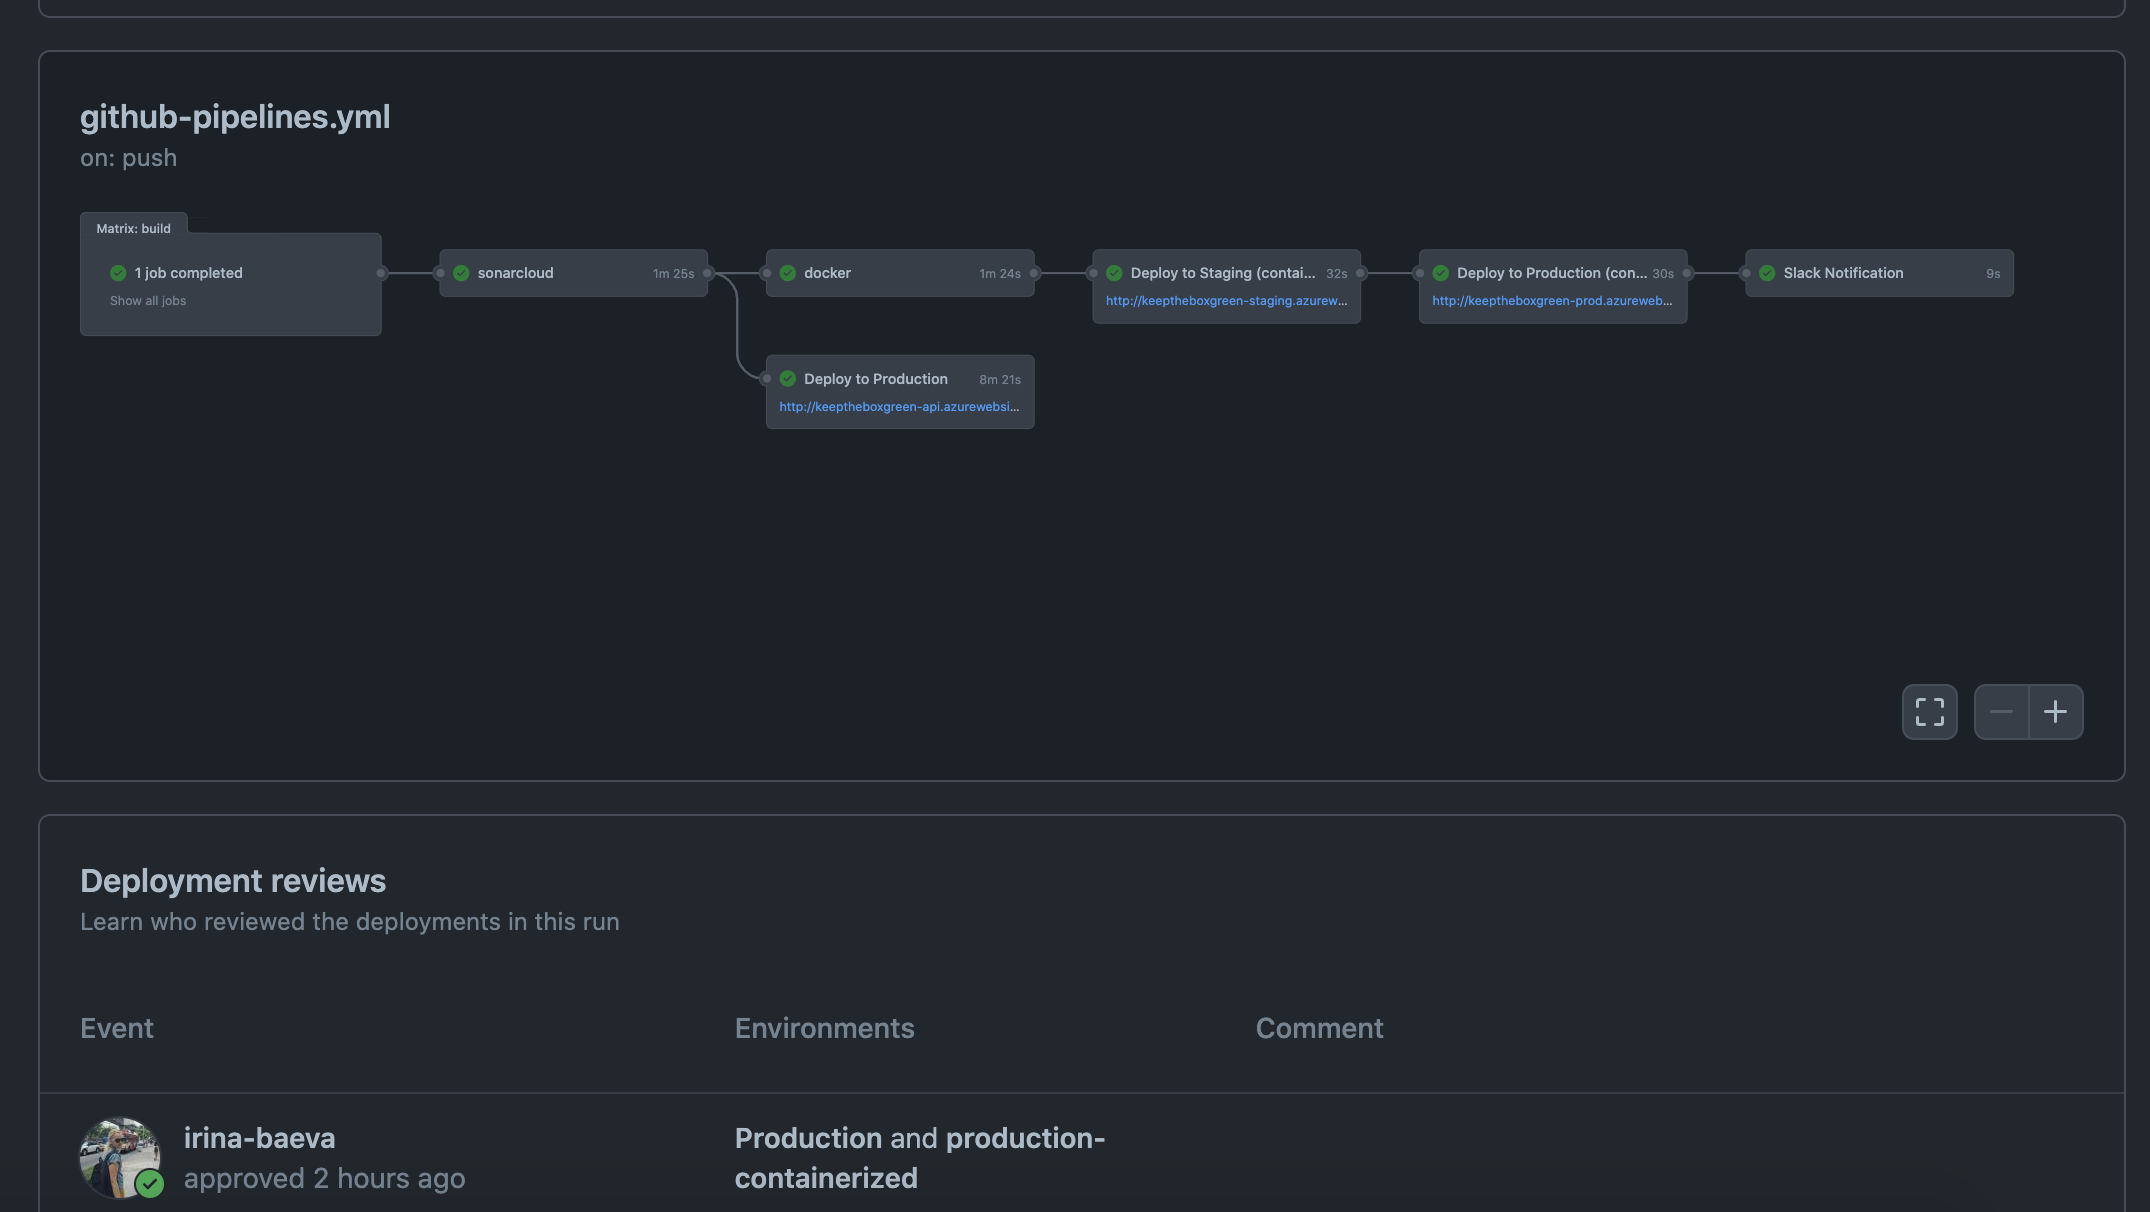 github-pipelines.yml
on: push
Matrix: build
1 job completed
Show all jobs
sonarcloud 1m 25s
docker 1m 24s
Deploy to Staging (contai... 32s
http://keeptheboxgreen-staging.azurew...
Deploy to Production (con... 30s
http://keeptheboxgreen-prod.azureweb...
Slack Notification 9s
Deploy to Production 8m 21s
http://keeptheboxgreen-api.azurewebsi...
Deployment reviews
Learn who reviewed the deployments in this run
Event Environments Comment
irina-baeva
approved 2 hours ago
Production and production-
containerized